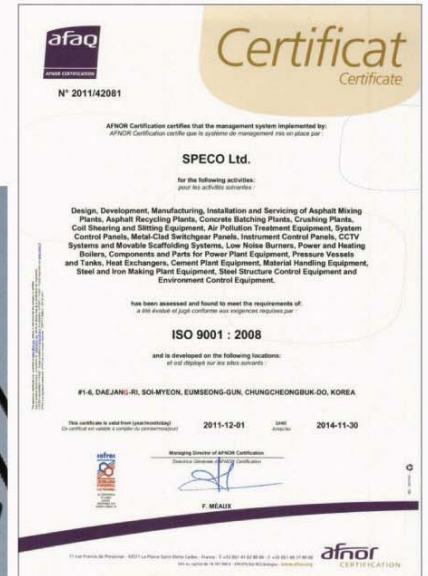 afaq
AFNOR CERTIFICATION
Certificat
Certificate
N° 2011/42081
AFNOR Certification certifies that the management system implemented by:
AFNOR Certification certifie que le système de management mis en place par :
SPECO Ltd.
for the following activities:
pour les activités suivantes :
Design, Development, Manufacturing, Installation and Servicing of Asphalt Mixing
Plants, Asphalt Recycling Plants, Concrete Batching Plants, Crushing Plants,
Coil Shearing and Slitting Equipment, Air Pollution Treatment Equipment, System
Control Panels, Metal-Clad Switchgear Panels, Instrument Control Panels, CCTV
Systems and Movable Scaffolding Systems, Low Noise Burners, Power and Heating
Boilers, Components and Parts for Power Plant Equipment, Pressure Vessels
and Tanks, Heat Exchangers, Cement Plant Equipment, Material Handling Equipment,
Steel and Iron Making Plant Equipment, Steel Structure Control Equipment and
Environment Control Equipment.
has been assessed and found to meet the requirements of:
a été évalué et jugé conforme aux exigences requises par :
ISO 9001 : 2008
and is developed on the following locations:
et est déployé sur les sites suivants :
#1-6, DAEJANG-RI, SOI-MYEON, EUMSEONG-GUN, CHUNGCHEONGBUK-DO, KOREA
This certificate is valid from (year/month/day)
2011-12-01
2014-11-30
Managing Director of AFNOR Certification
F. MÉAUX
afnor
CERTIFICATION